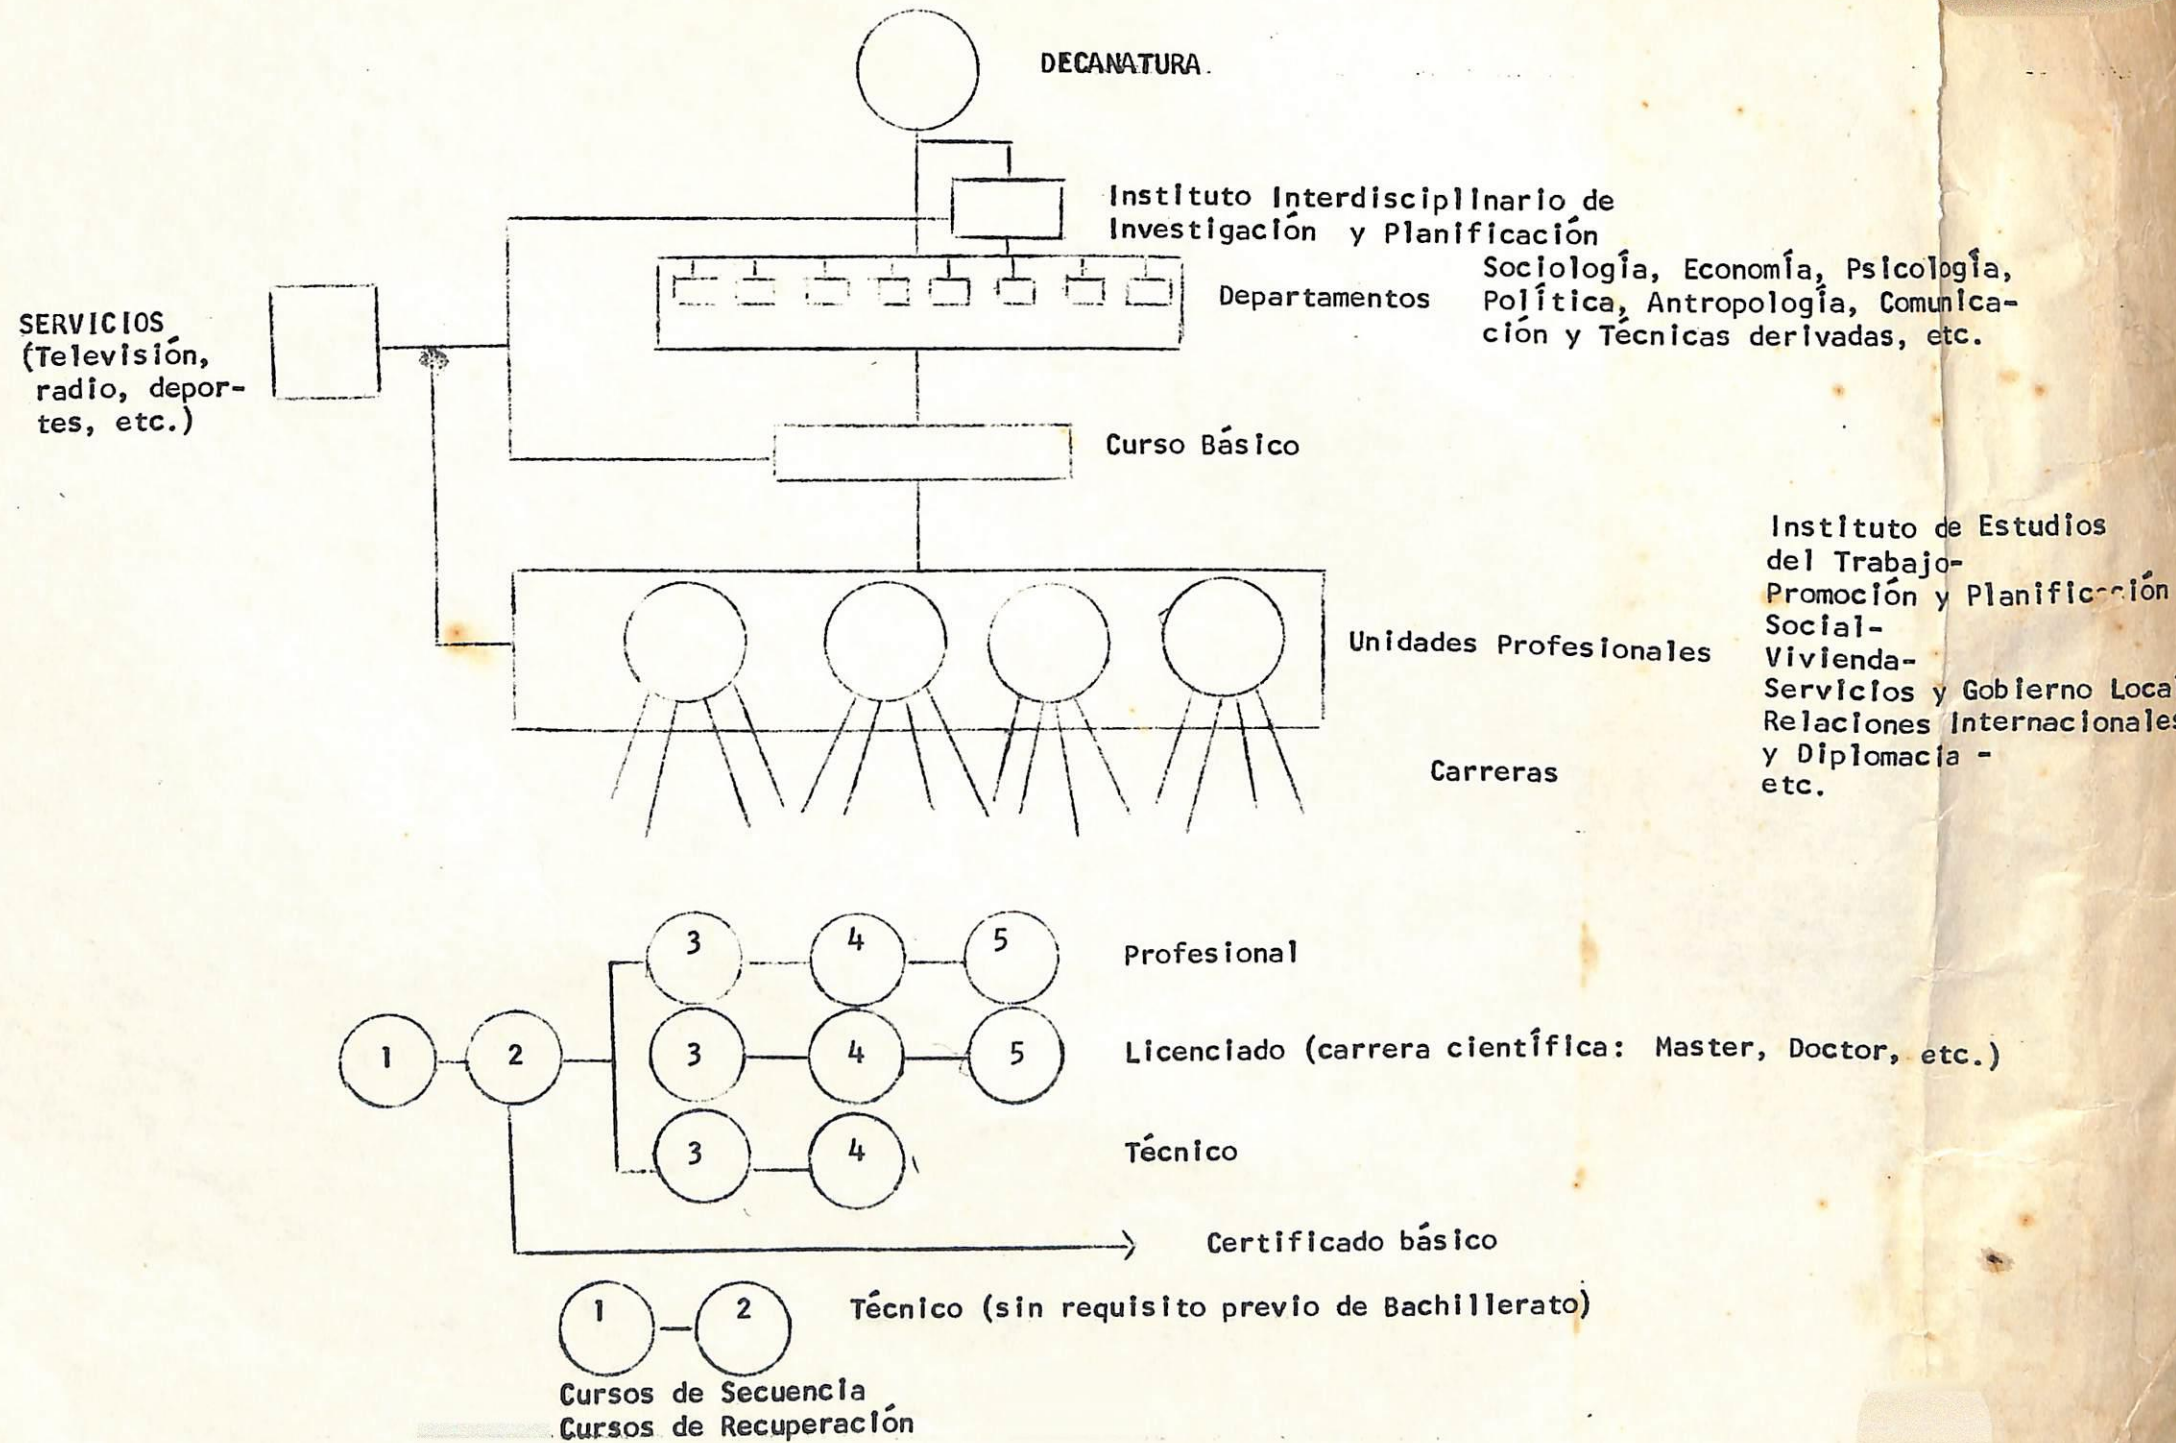 DECANATURA.
Instituto Interdisciplinario de
Investigación y Planificación
Departamentos
Sociología, Economía, Psicología,
Política, Antropología, Comunica-
ción y Técnicas derivadas, etc.
SERVICIOS
(Televisión,
radio, depor-
tes, etc.)
Curso Básico
Unidades Profesionales
Instituto de Estudios
del Trabajo-
Promoción y
Social-
Vivienda-
Servicios y Gobierno Loca
Relaciones Internacionales
y Diplomacia -
etc.
Carreras
3 4 5 Profesional
1 2 3 4 5 Licenciado (carrera científica: Master, Doctor, etc.)
3 4 Técnico
Certificado básico
1 2 Técnico (sin requisito previo de Bachillerato)
Cursos de Secuencia
Cursos de Recuperación